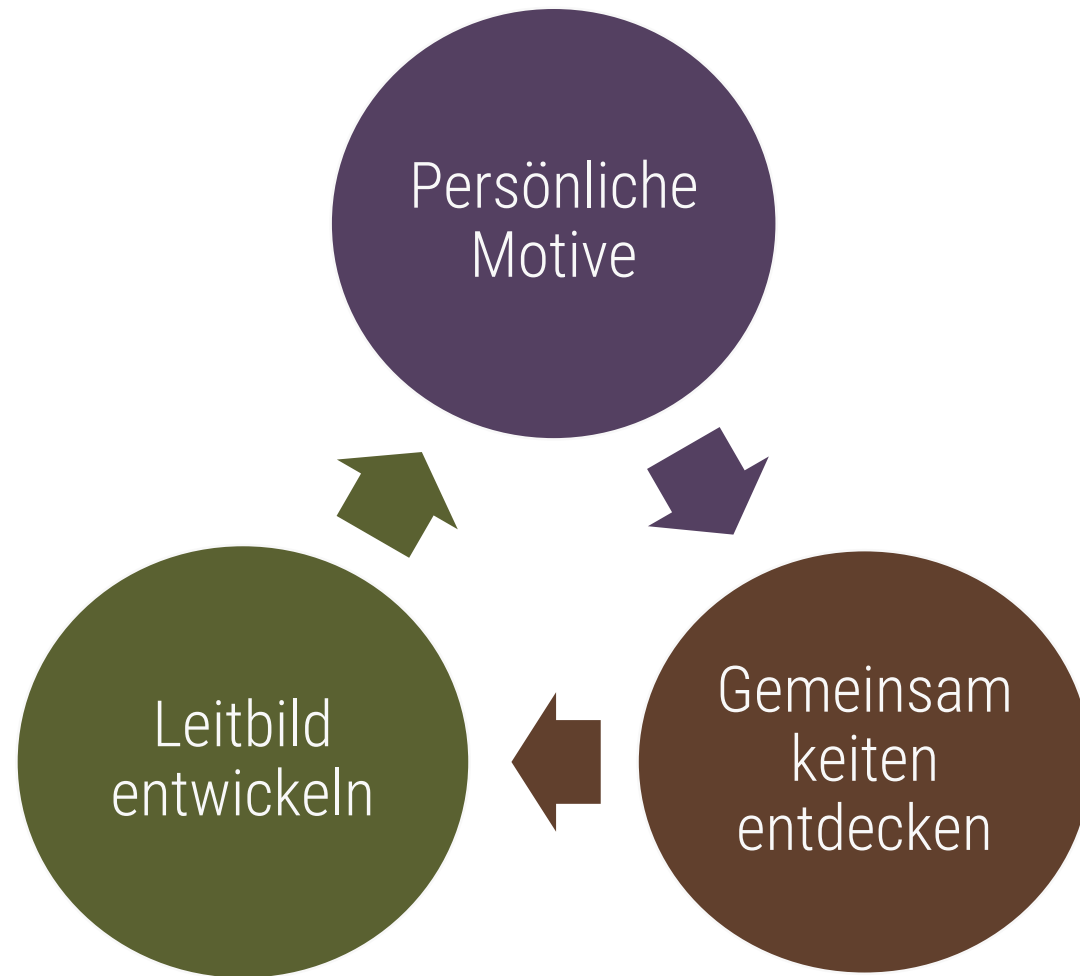 Persönliche
Motive
Gemeinsam
keiten
entdecken
Leitbild
entwickeln